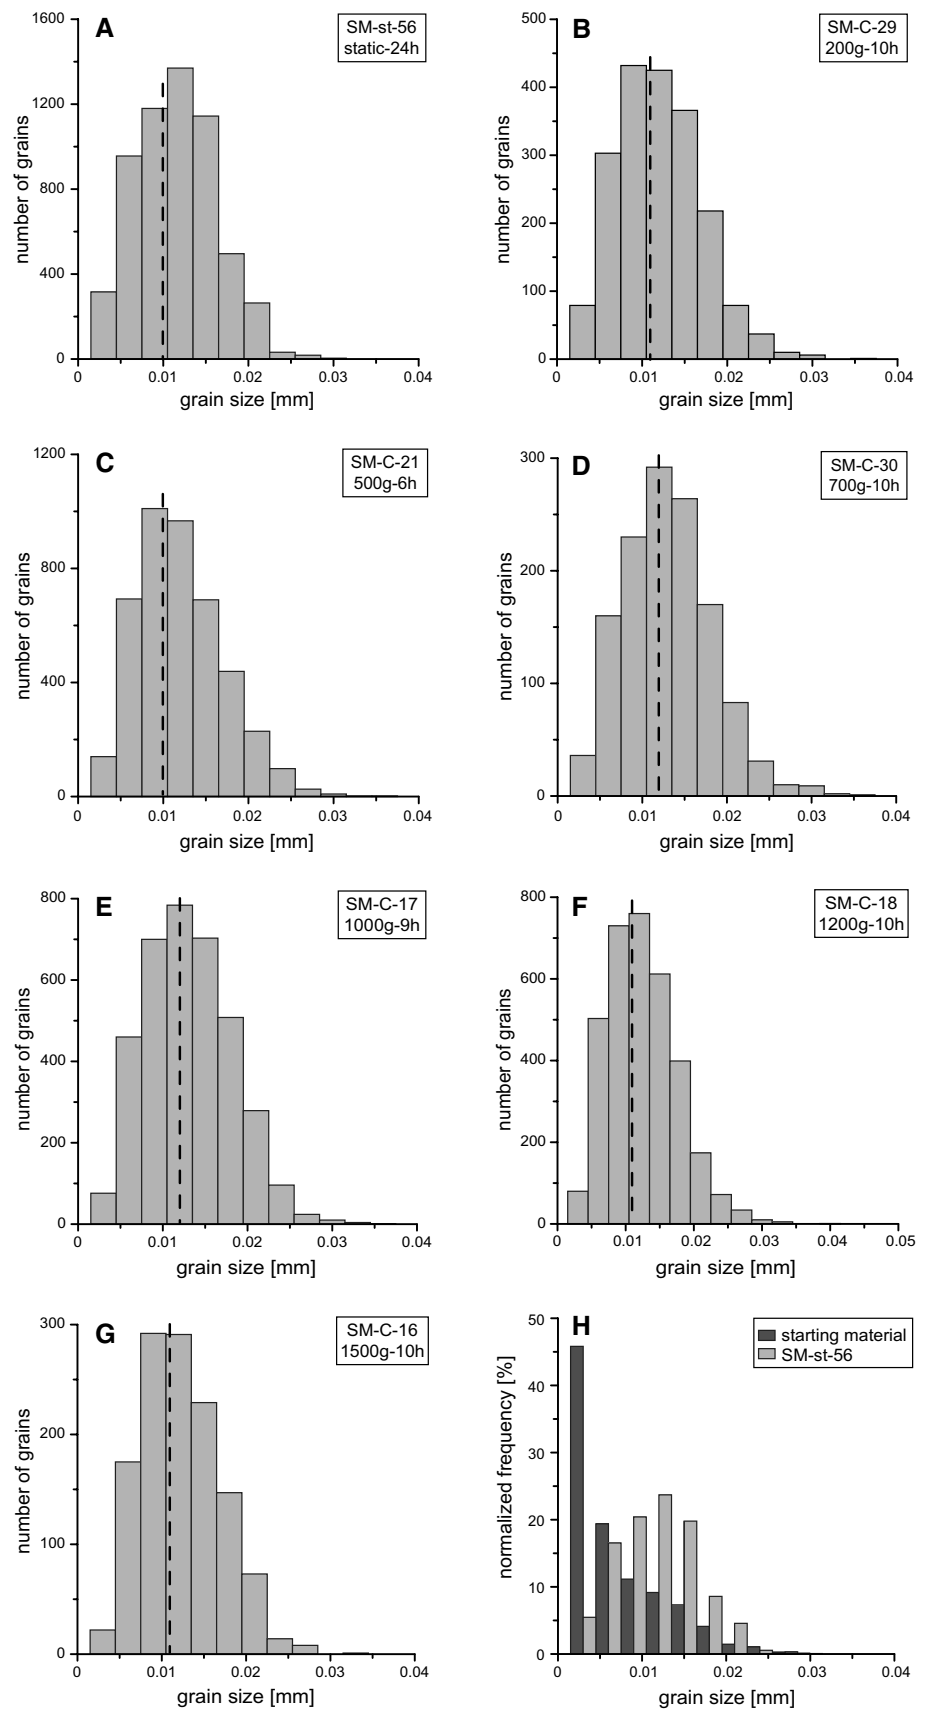 A
SM-st-56
static-24h
number of grains
1600
1200
800
400
0
0 0.01 0.02 0.03 0.04
grain size [mm]
B
SM-C-29
200g-10h
number of grains
500
400
300
200
100
0
0 0.01 0.02 0.03 0.04
grain size [mm]
C
SM-C-21
500g-6h
number of grains
1200
800
400
0
0 0.01 0.02 0.03 0.04
grain size [mm]
D
SM-C-30
700g-10h
number of grains
300
200
100
0
0 0.01 0.02 0.03 0.04
grain size [mm]
E
SM-C-17
1000g-9h
number of grains
800
600
400
200
0
0 0.01 0.02 0.03 0.04
grain size [mm]
F
SM-C-18
1200g-10h
number of grains
800
600
400
200
0
0 0.01 0.02 0.03 0.04 0.05
grain size [mm]
G
SM-C-16
1500g-10h
number of grains
300
200
100
0
0 0.01 0.02 0.03 0.04
grain size [mm]
H
starting material
SM-st-56
normalized frequency [%]
50
40
30
20
10
0
0 0.01 0.02 0.03 0.04
grain size [mm]